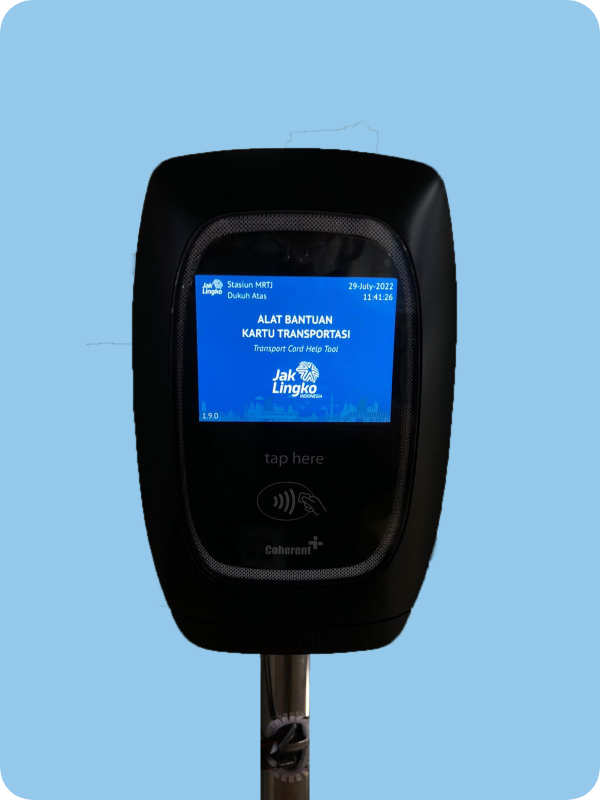 Jak Lingko
Stasiun MRTJ
Dukuh Atas
29-July-2022
11:41:26
ALAT BANTUAN
KARTU TRANSPORTASI
Transport Card Help Tool
Jak
Lingko
INDONESIA
1.9.0
tap here
Coherent+